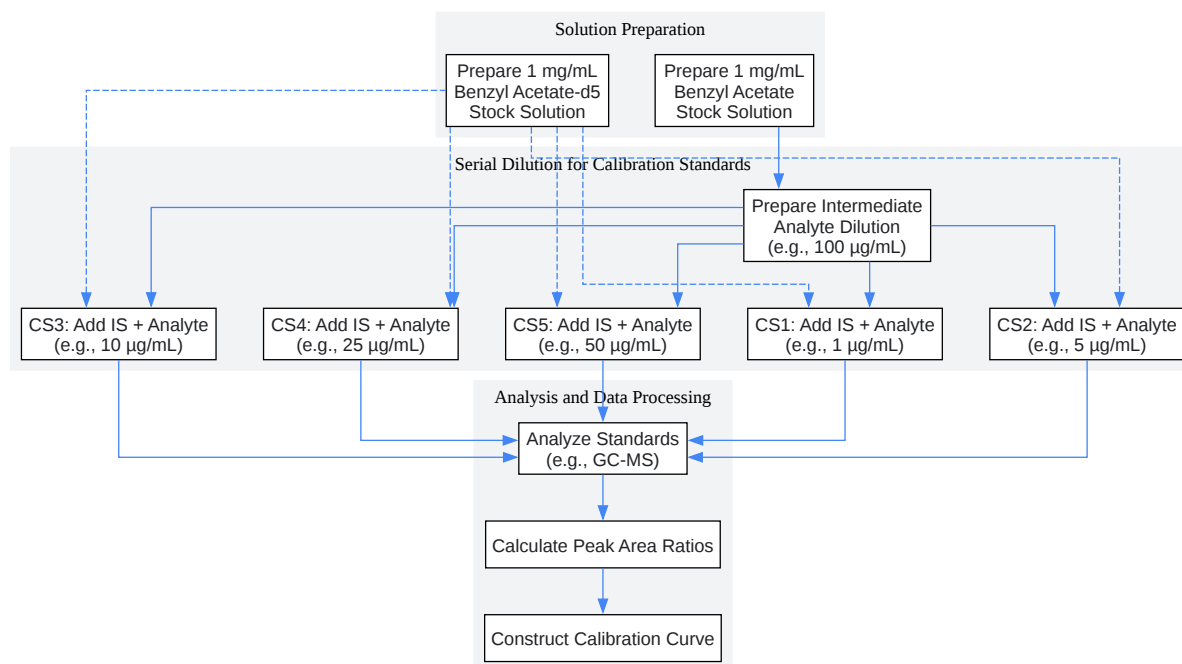 Solution Preparation
Prepare 1 mg/mL
Benzyl Acetate-d5
Stock Solution
Prepare 1 mg/mL
Benzyl Acetate
Stock Solution
Serial Dilution for Calibration Standards
Prepare Intermediate
Analyte Dilution
(e.g., 100 µg/mL)
CS3: Add IS + Analyte
(e.g., 10 µg/mL)
CS4: Add IS + Analyte
(e.g., 25 µg/mL)
CS5: Add IS + Analyte
(e.g., 50 µg/mL)
CS1: Add IS + Analyte
(e.g., 1 µg/mL)
CS2: Add IS + Analyte
(e.g., 5 µg/mL)
Analysis and Data Processing
Analyze Standards
(e.g., GC-MS)
Calculate Peak Area Ratios
Construct Calibration Curve